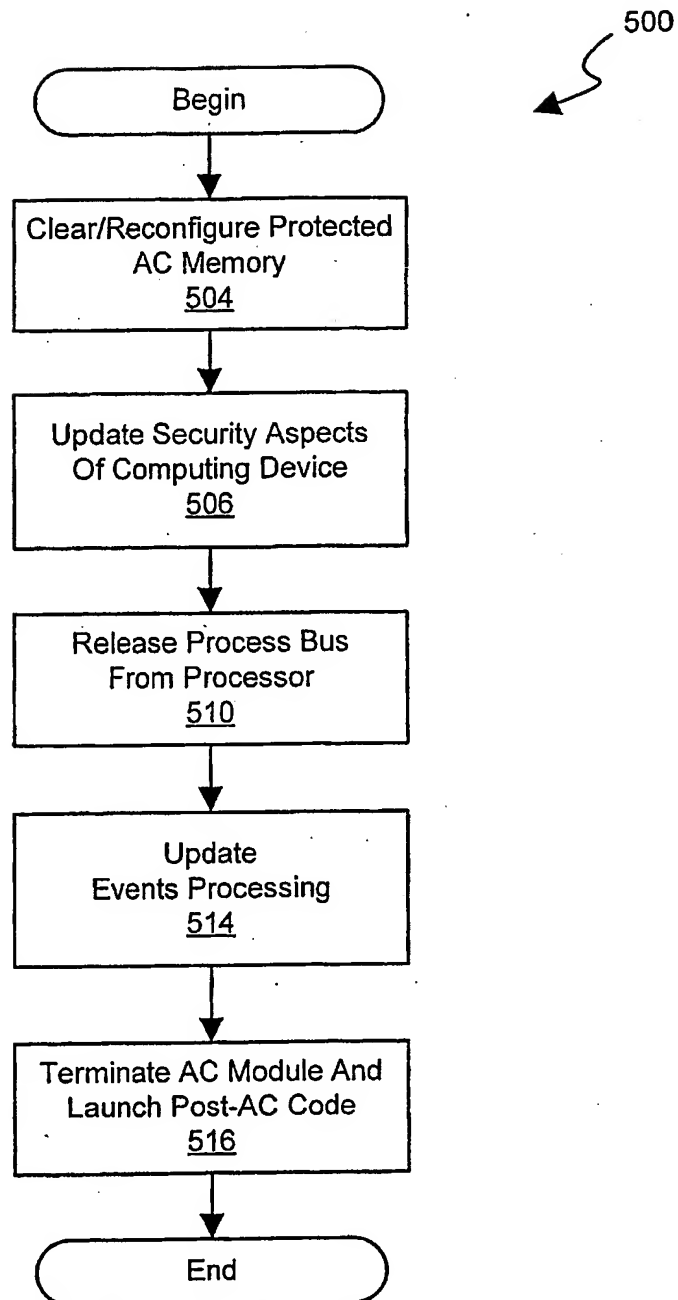 500
Begin
Clear/Reconfigure Protected
AC Memory
504
Update Security Aspects
Of Computing Device
506
Release Process Bus
From Processor
510
Update
Events Processing
514
Terminate AC Module And
Launch Post-AC Code
516
End